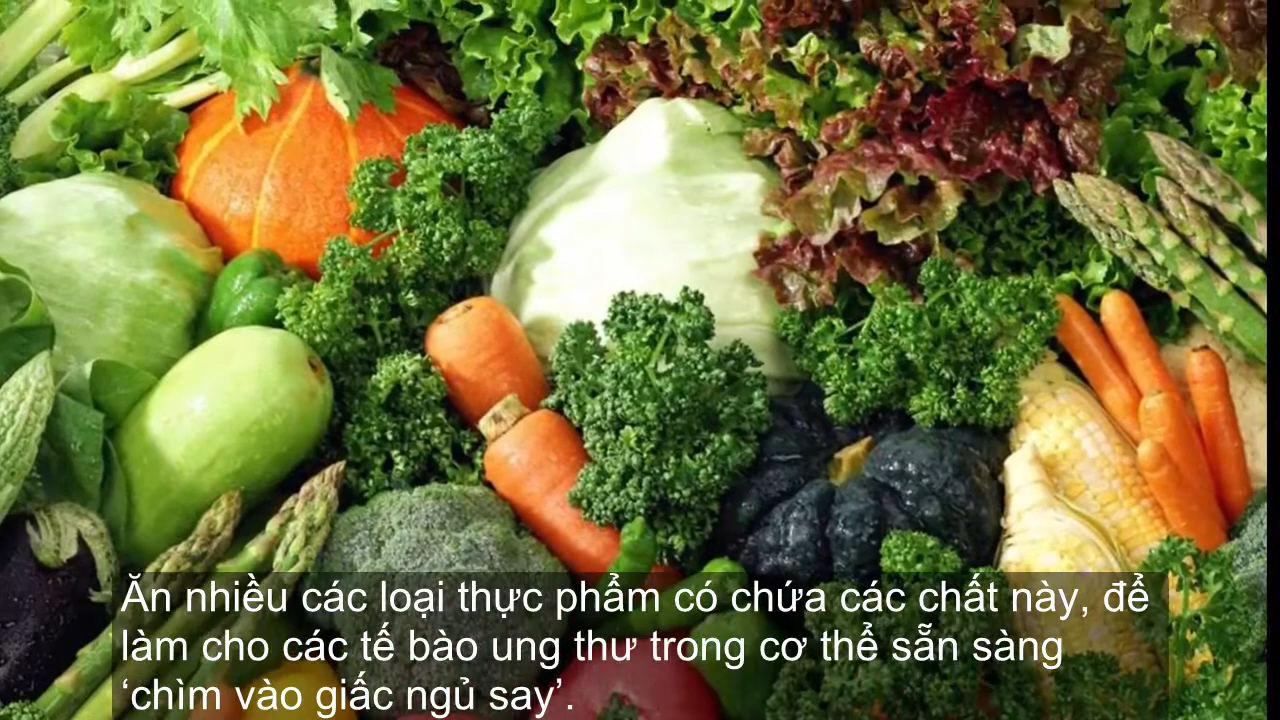 Ăn nhiều các loại thực phẩm có chứa các chất này, để
làm cho các tế bào ung thư trong cơ thể sẵn sàng
‘chìm vào giấc ngủ say’.